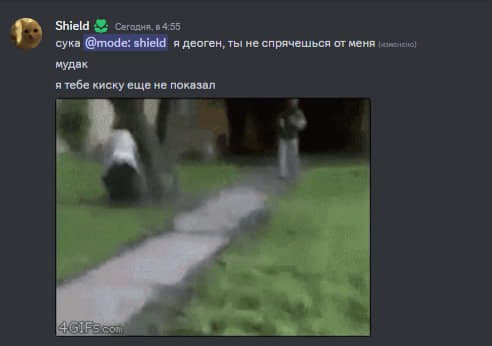 Shield Сегодня, в 4:55
сука @mode: shield я деоген, ты не спрячешься от меня (изменено)
мудак
я тебе киску еще не показал
4GIFs.com